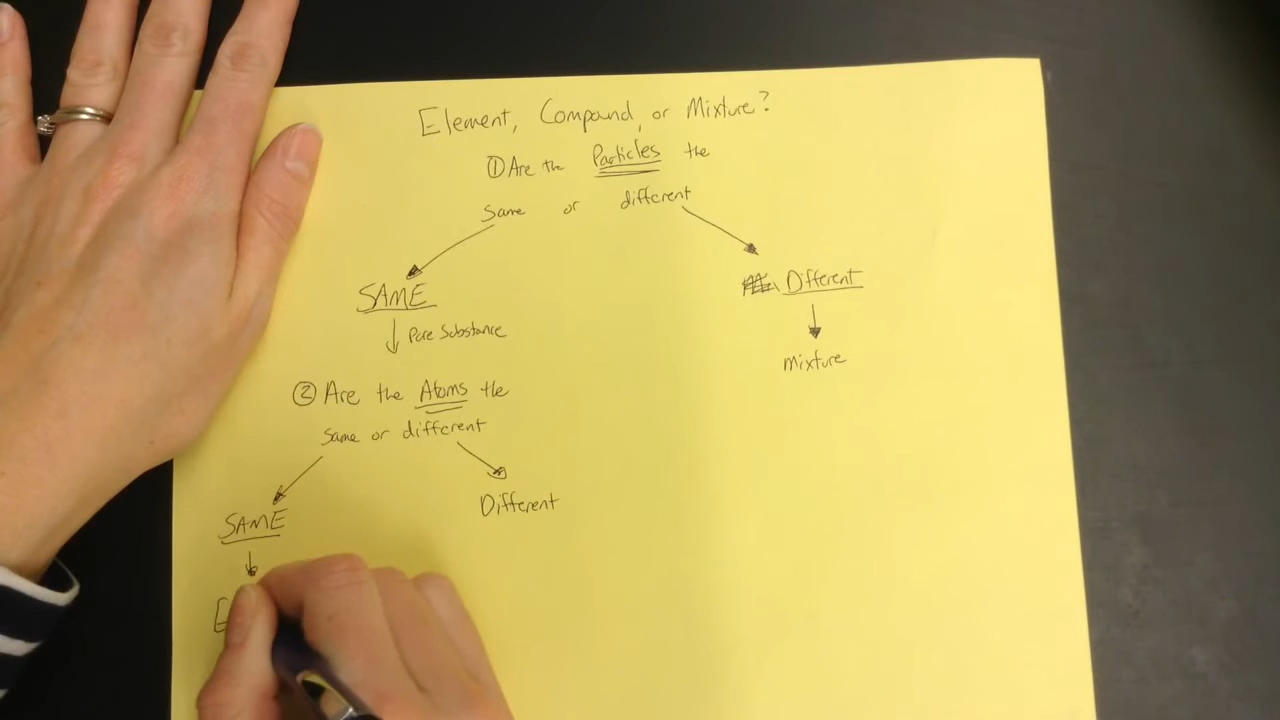 Element, Compound, or Mixture?
① Are the Particles the
same or different
SAME
Different
Pure Substance
mixture
② Are the Atoms the
same or different
Different
SAME
E